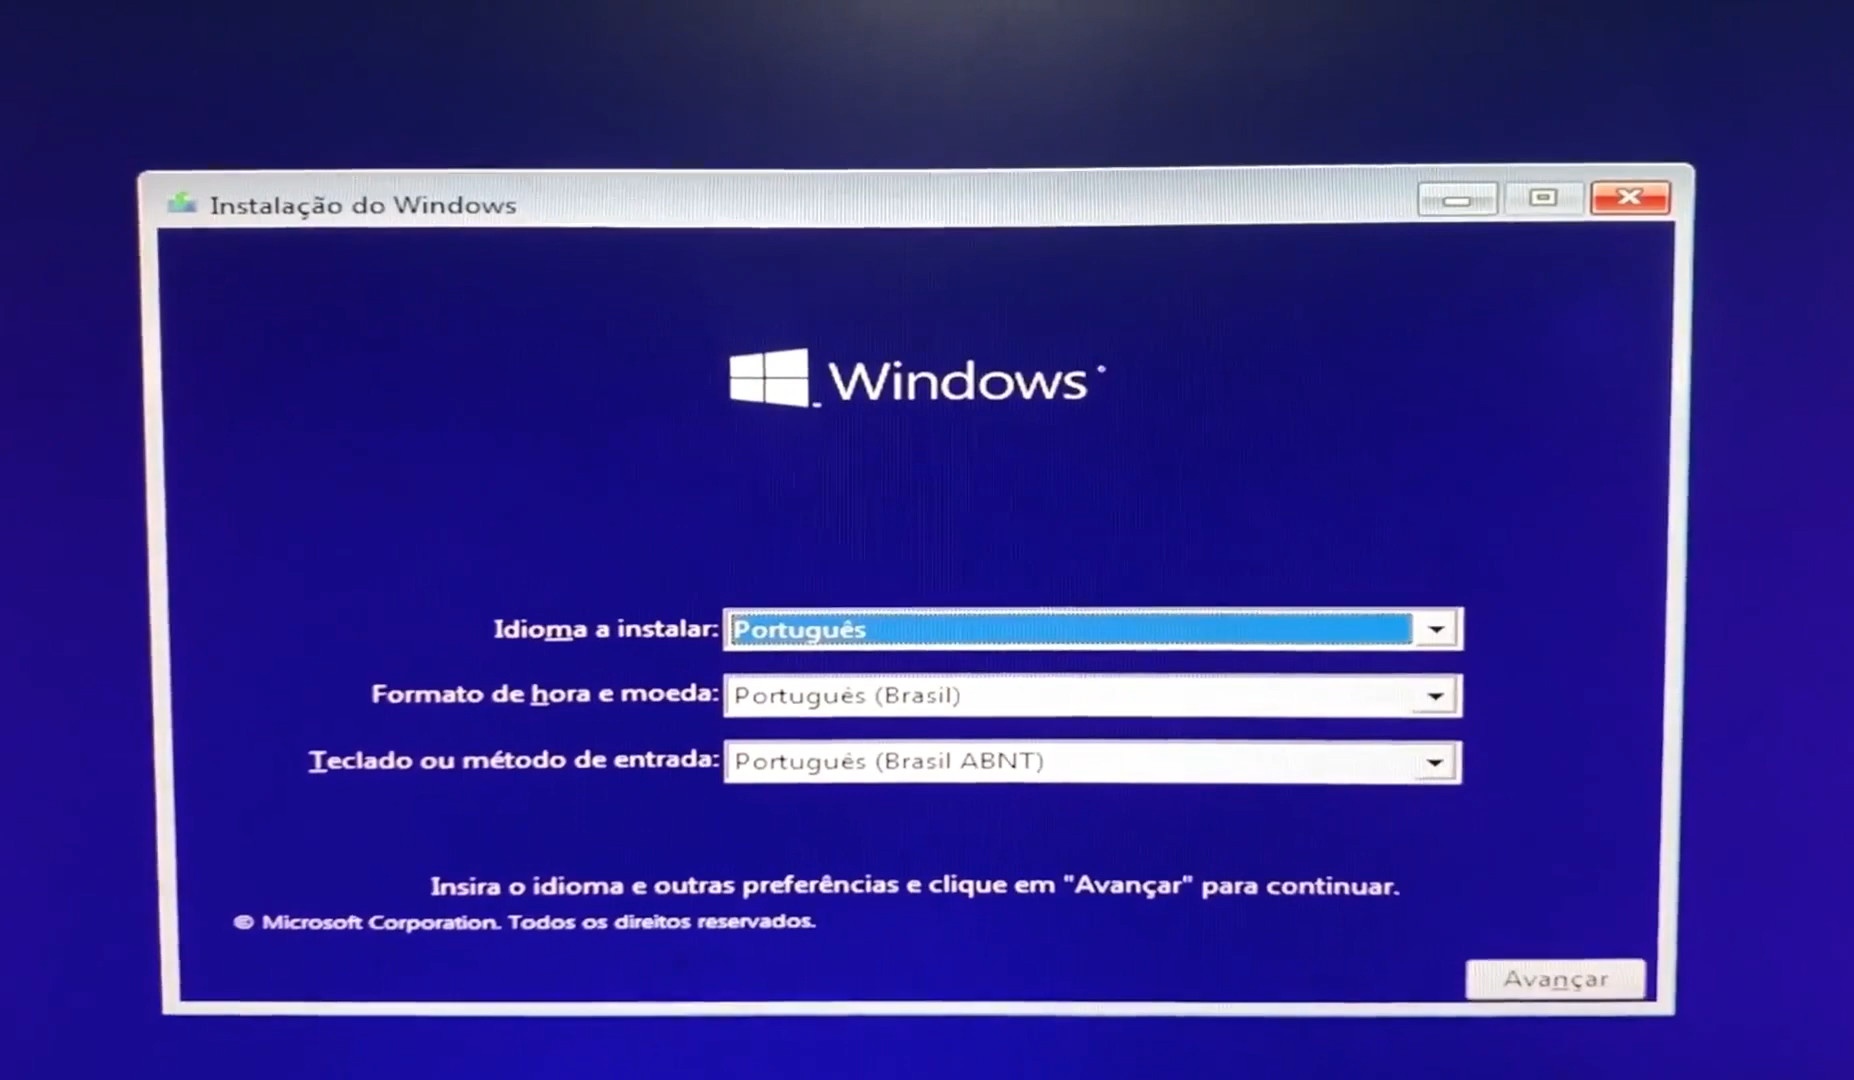 Instalação do Windows
Windows
Idioma a instalar: Português
Formato de hora e moeda: Português (Brasil)
Teclado ou método de entrada: Português (Brasil ABNT)
Insira o idioma e outras preferências e clique em "Avançar" para continuar.
© Microsoft Corporation. Todos os direitos reservados.
Avançar